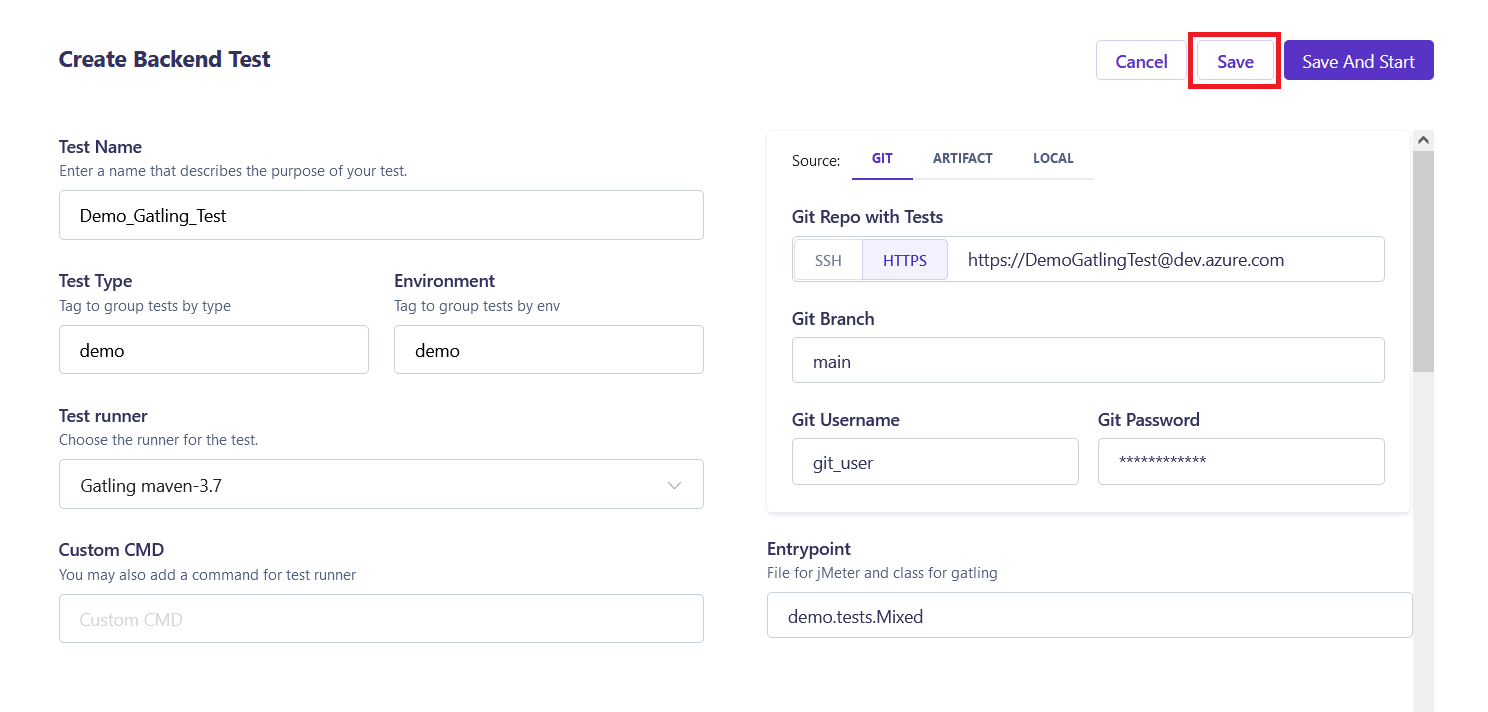 Create Backend Test
Cancel
Save
Save And Start
Test Name
Enter a name that describes the purpose of your test.
Demo_Gatling_Test
Test Type
Tag to group tests by type
demo
Environment
Tag to group tests by env
demo
Test runner
Choose the runner for the test.
Gatling maven-3.7
Custom CMD
You may also add a command for test runner
Custom CMD
Source:
GIT
ARTIFACT
LOCAL
Git Repo with Tests
SSH
HTTPS
https://DemoGatlingTest@dev.azure.com
Git Branch
main
Git Username
git_user
Git Password
************
Entrypoint
File for jMeter and class for gatling
demo.tests.Mixed